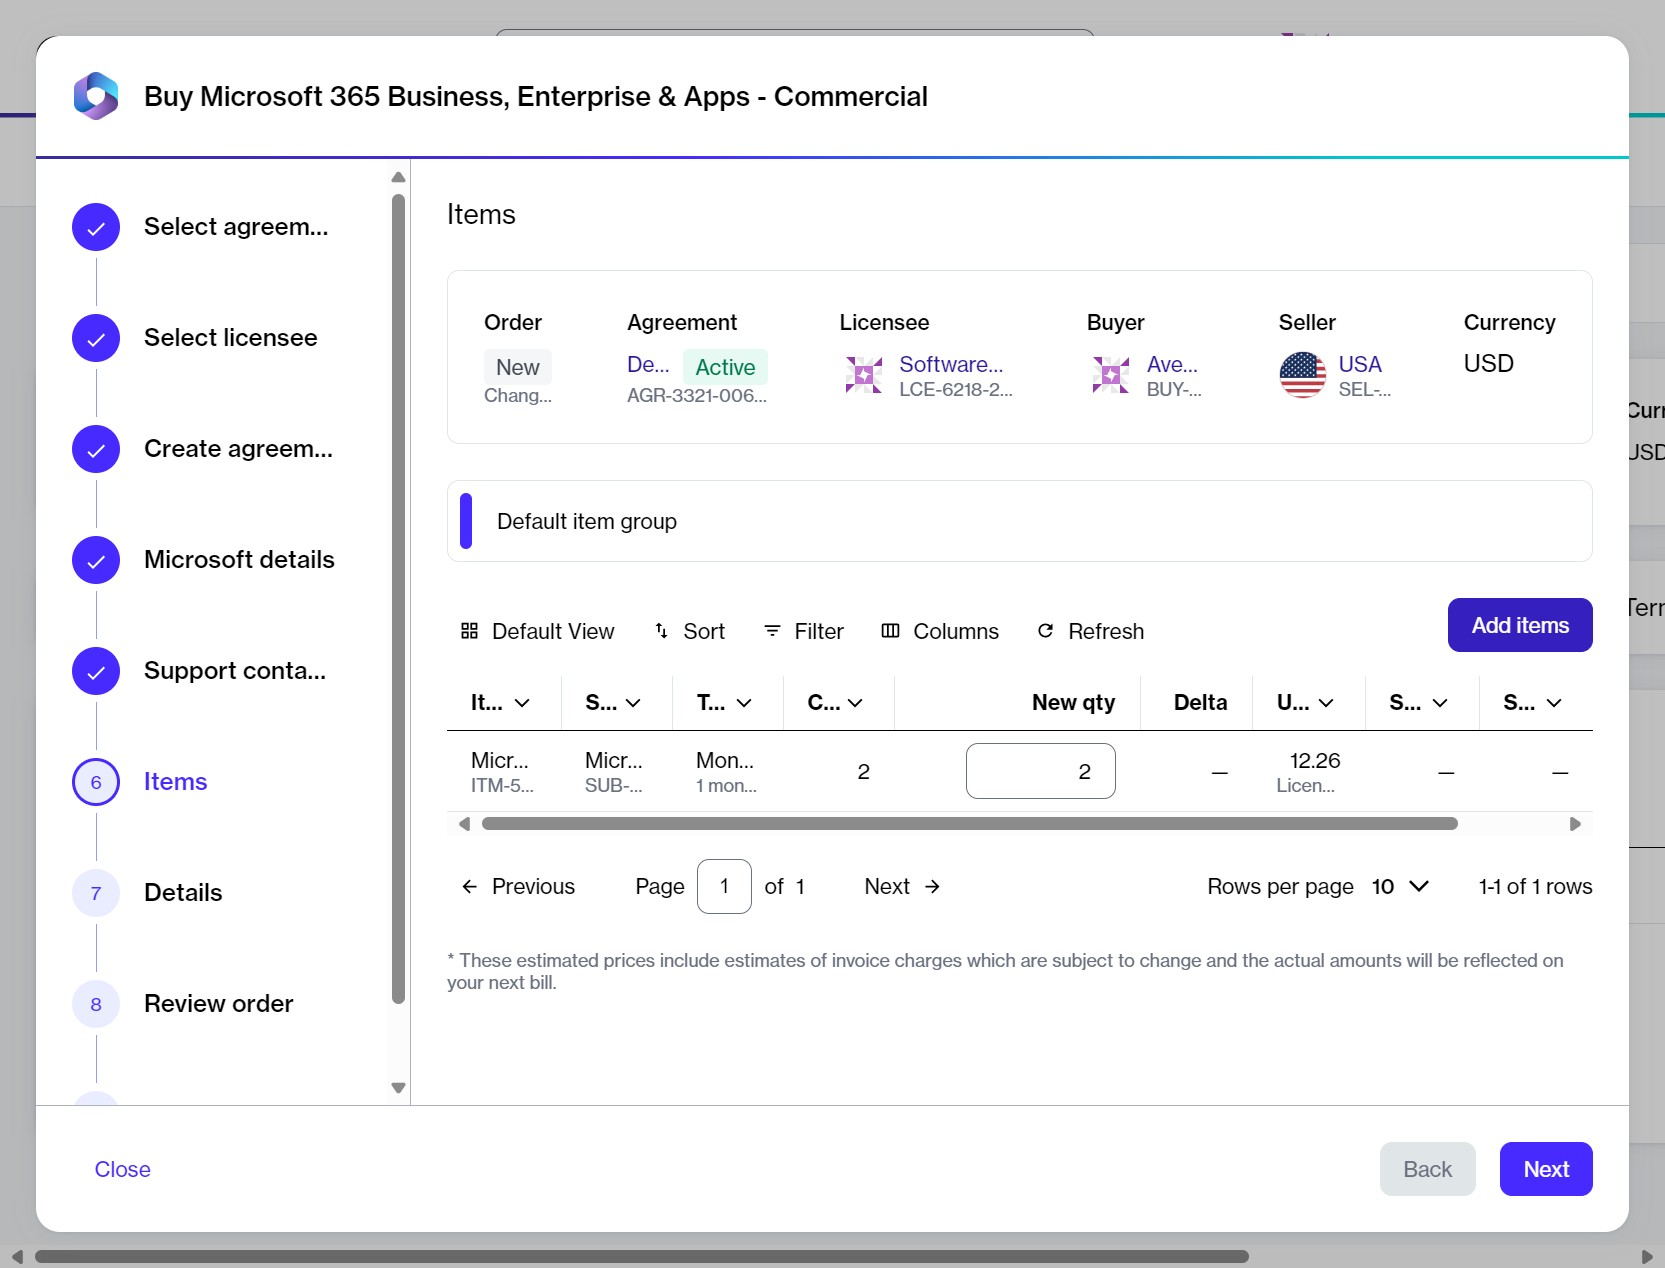 Buy Microsoft 365 Business, Enterprise & Apps - Commercial
Select agreem...
Select licensee
Create agreem...
Microsoft details
Support conta...
6 Items
7 Details
8 Review order
Items
Order Agreement Licensee Buyer Seller Currency
New De... Active Software... Ave... USA USD
Chang... AGR-3321-006... LCE-6218-2... BUY-... SEL-...
Default item group
Default View Sort Filter Columns Refresh Add items
It... S... T... C... New qty Delta U... S... S...
Micr... Micr... Mon... 2 2 — 12.26 — —
ITM-5... SUB-... 1 mon... Licen...
Previous Page 1 of 1 Next Rows per page 10 1-1 of 1 rows
* These estimated prices include estimates of invoice charges which are subject to change and the actual amounts will be reflected on
your next bill.
Close Back Next
Curr
USD
Term